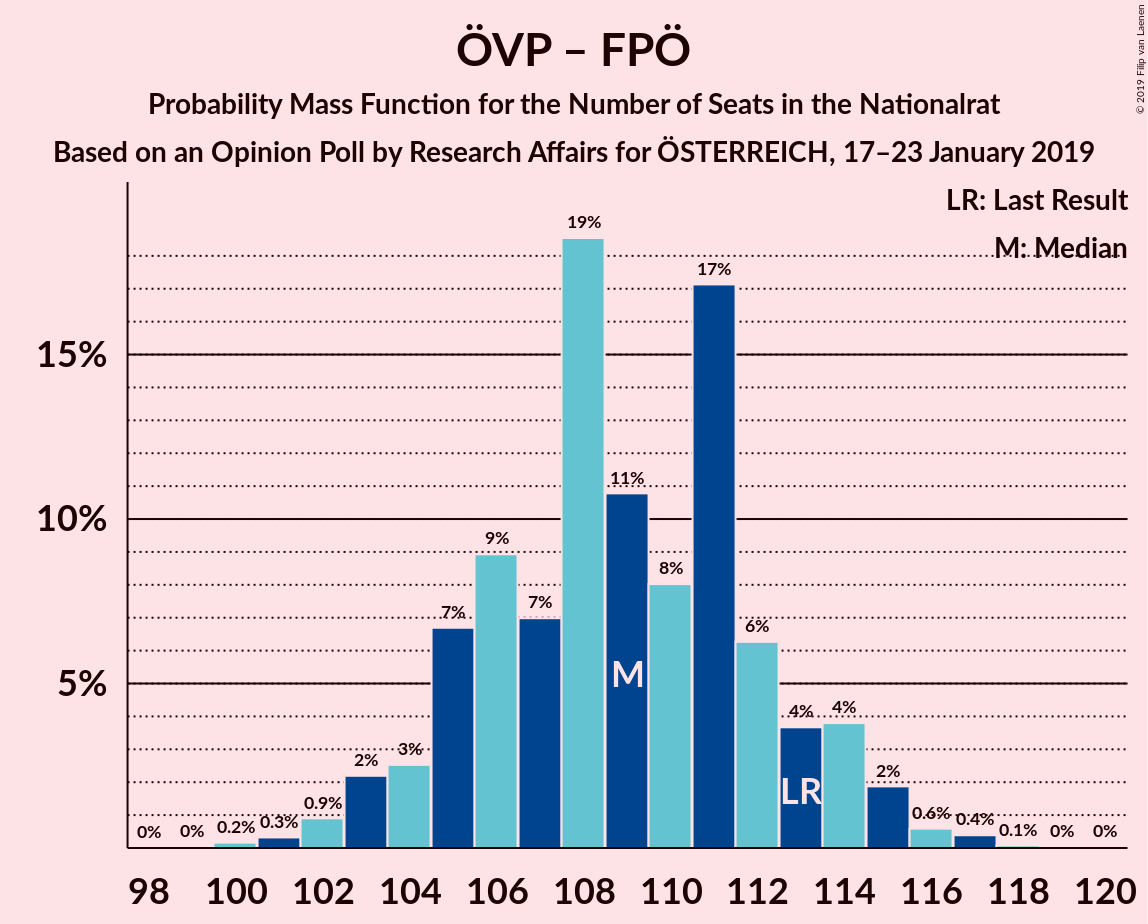 ÖVP – FPÖ
Probability Mass Function for the Number of Seats in the Nationalrat
Based on an Opinion Poll by Research Affairs for ÖSTERREICH, 17–23 January 2019
© 2019 Filip van Laenen
LR: Last Result
M: Median
15%
10%
5%
0%
0%
0.2%
0.3%
0.9%
2%
3%
7%
9%
7%
19%
11%
8%
17%
6%
4%
4%
2%
0.6%
0.4%
0.1%
0%
0%
M
LR
98 100 102 104 106 108 110 112 114 116 118 120